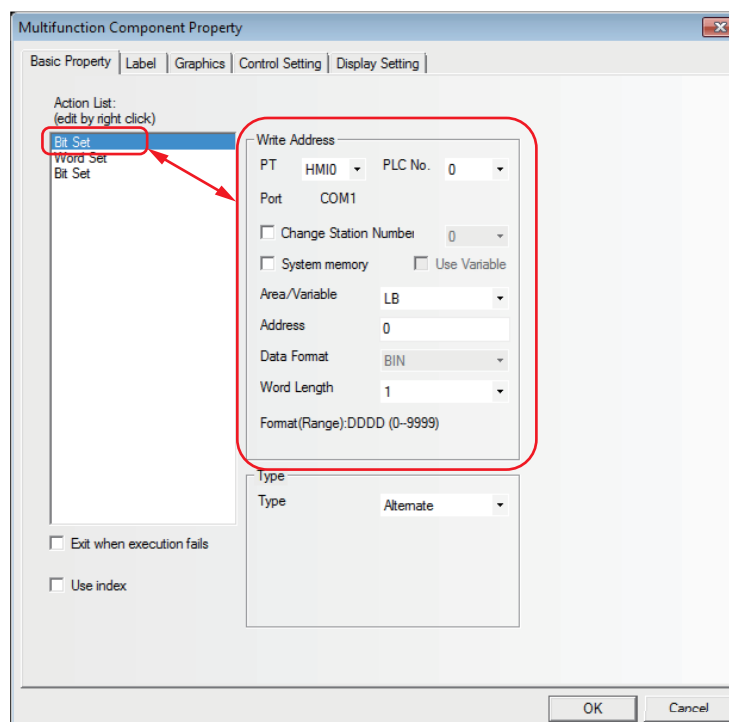 Multifunction Component Property
Basic Property Label Graphics Control Setting Display Setting
Action List:
(edit by right click)
Bit Set
Word Set
Bit Set
Exit when execution fails
Use index
Write Address
PT HMI0 PLC No. 0
Port COM1
Change Station Number 0
System memory Use Variable
Area/Variable LB
Address 0
Data Format BIN
Word Length 1
Format(Range):DDDD (0--9999)
Type
Type Alternate
OK Cancel